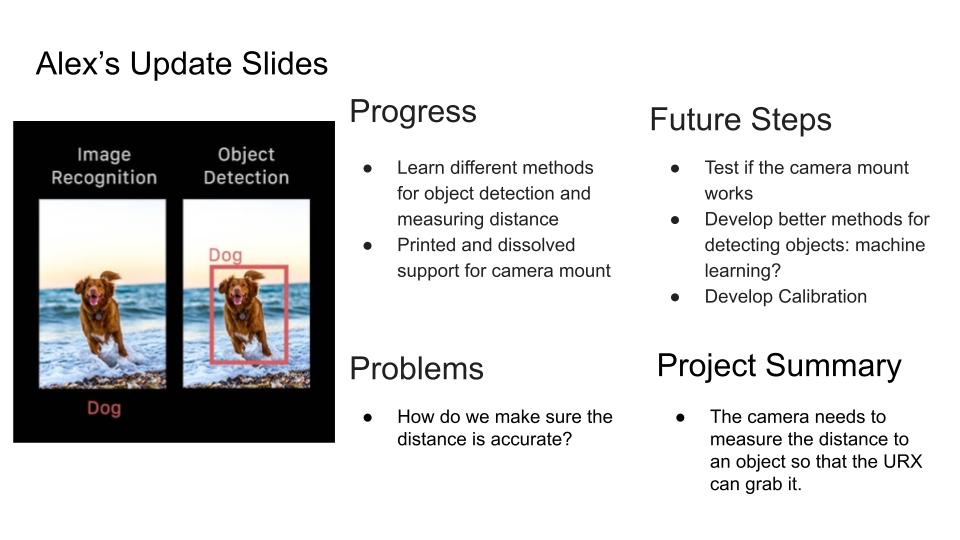 Alex’s Update Slides
Image
Recognition
Object
Detection
Dog
Dog
Progress
● Learn different methods
for object detection and
measuring distance
● Printed and dissolved
support for camera mount
Future Steps
● Test if the camera mount
works
● Develop better methods for
detecting objects: machine
learning?
● Develop Calibration
Problems
● How do we make sure the
distance is accurate?
Project Summary
● The camera needs to
measure the distance to
an object so that the URX
can grab it.